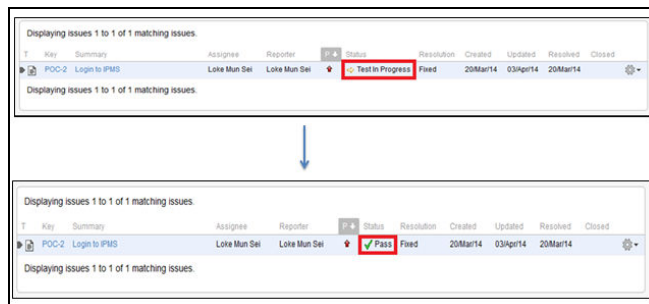 Displaying issues 1 to 1 of 1 matching issues.
T Key Summary Assignee Reporter P Status Resolution Created Updated Resolved Closed
POC-2 Login to IPMS Loke Mun Sei Loke Mun Sei Test In Progress Fixed 20/Mar/14 03/Apr/14 20/Mar/14
Displaying issues 1 to 1 of 1 matching issues.
Displaying issues 1 to 1 of 1 matching issues.
T Key Summary Assignee Reporter P Status Resolution Created Updated Resolved Closed
POC-2 Login to IPMS Loke Mun Sei Loke Mun Sei Pass Fixed 20/Mar/14 03/Apr/14 20/Mar/14
Displaying issues 1 to 1 of 1 matching issues.